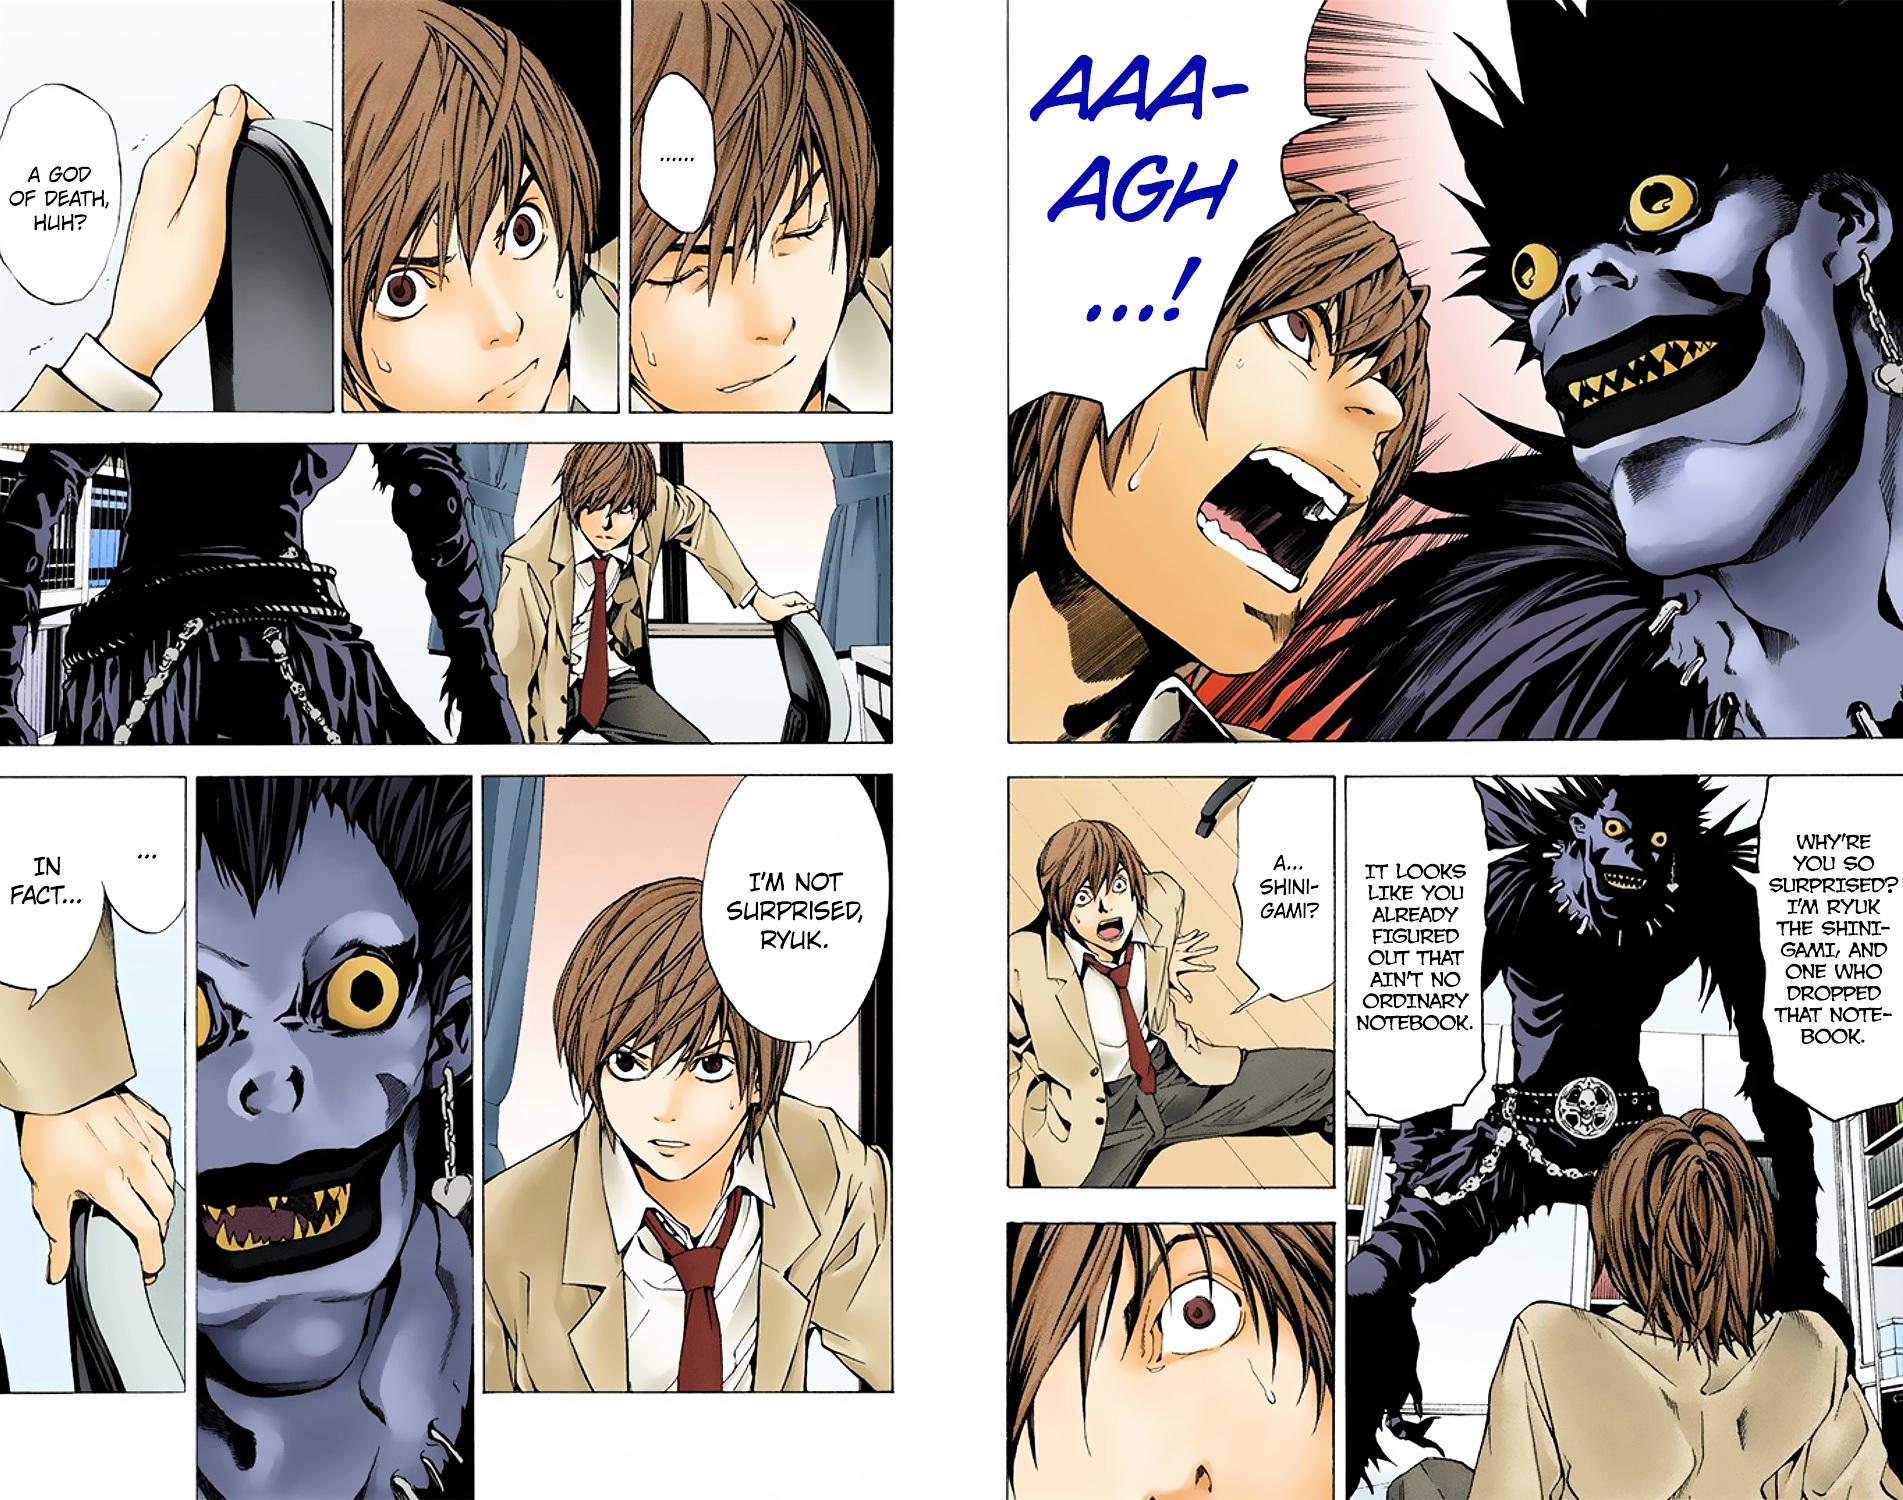 AAA-
AGH
...!
WHY'RE
YOU SO
SURPRISED?
I'M RYUK
THE SHINI-
GAMI, AND
ONE WHO
DROPPED
THAT NOTE-
BOOK.
IT LOOKS
LIKE YOU
ALREADY
FIGURED
OUT THAT
AIN'T NO
ORDINARY
NOTEBOOK.
A...
SHINI-
GAMI?
......
A GOD
OF DEATH,
HUH?
I'M NOT
SURPRISED,
RYUK.
...
IN
FACT...